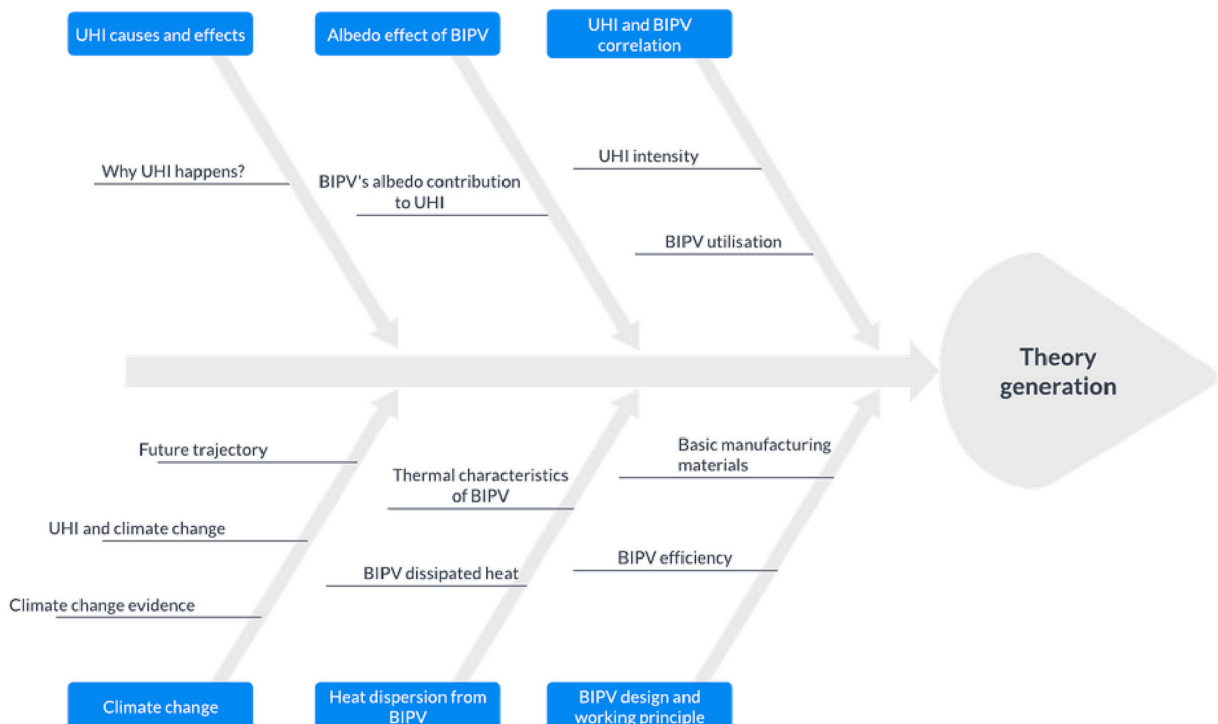 UHI causes and effects
Albedo effect of BIPV
UHI and BIPV
correlation
Why UHI happens?
BIPV's albedo contribution
to UHI
UHI intensity
BIPV utilisation
Theory
generation
Future trajectory
UHI and climate change
Climate change evidence
Thermal characteristics
of BIPV
BIPV dissipated heat
Basic manufacturing
materials
BIPV efficiency
Climate change
Heat dispersion from
BIPV
BIPV design and
working principle